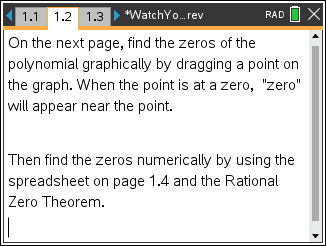 1.1 1.2 1.3 *WatchYo...rev RAD
On the next page, find the zeros of the
polynomial graphically by dragging a point on
the graph. When the point is at a zero,  "zero"
will appear near the point.
Then find the zeros numerically by using the
spreadsheet on page 1.4 and the Rational
Zero Theorem.